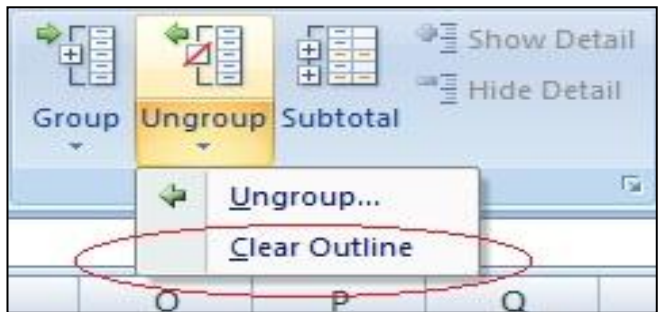 Show Detail
Hide Detail
Group Ungroup Subtotal
Ungroup...
Clear Outline
O P Q